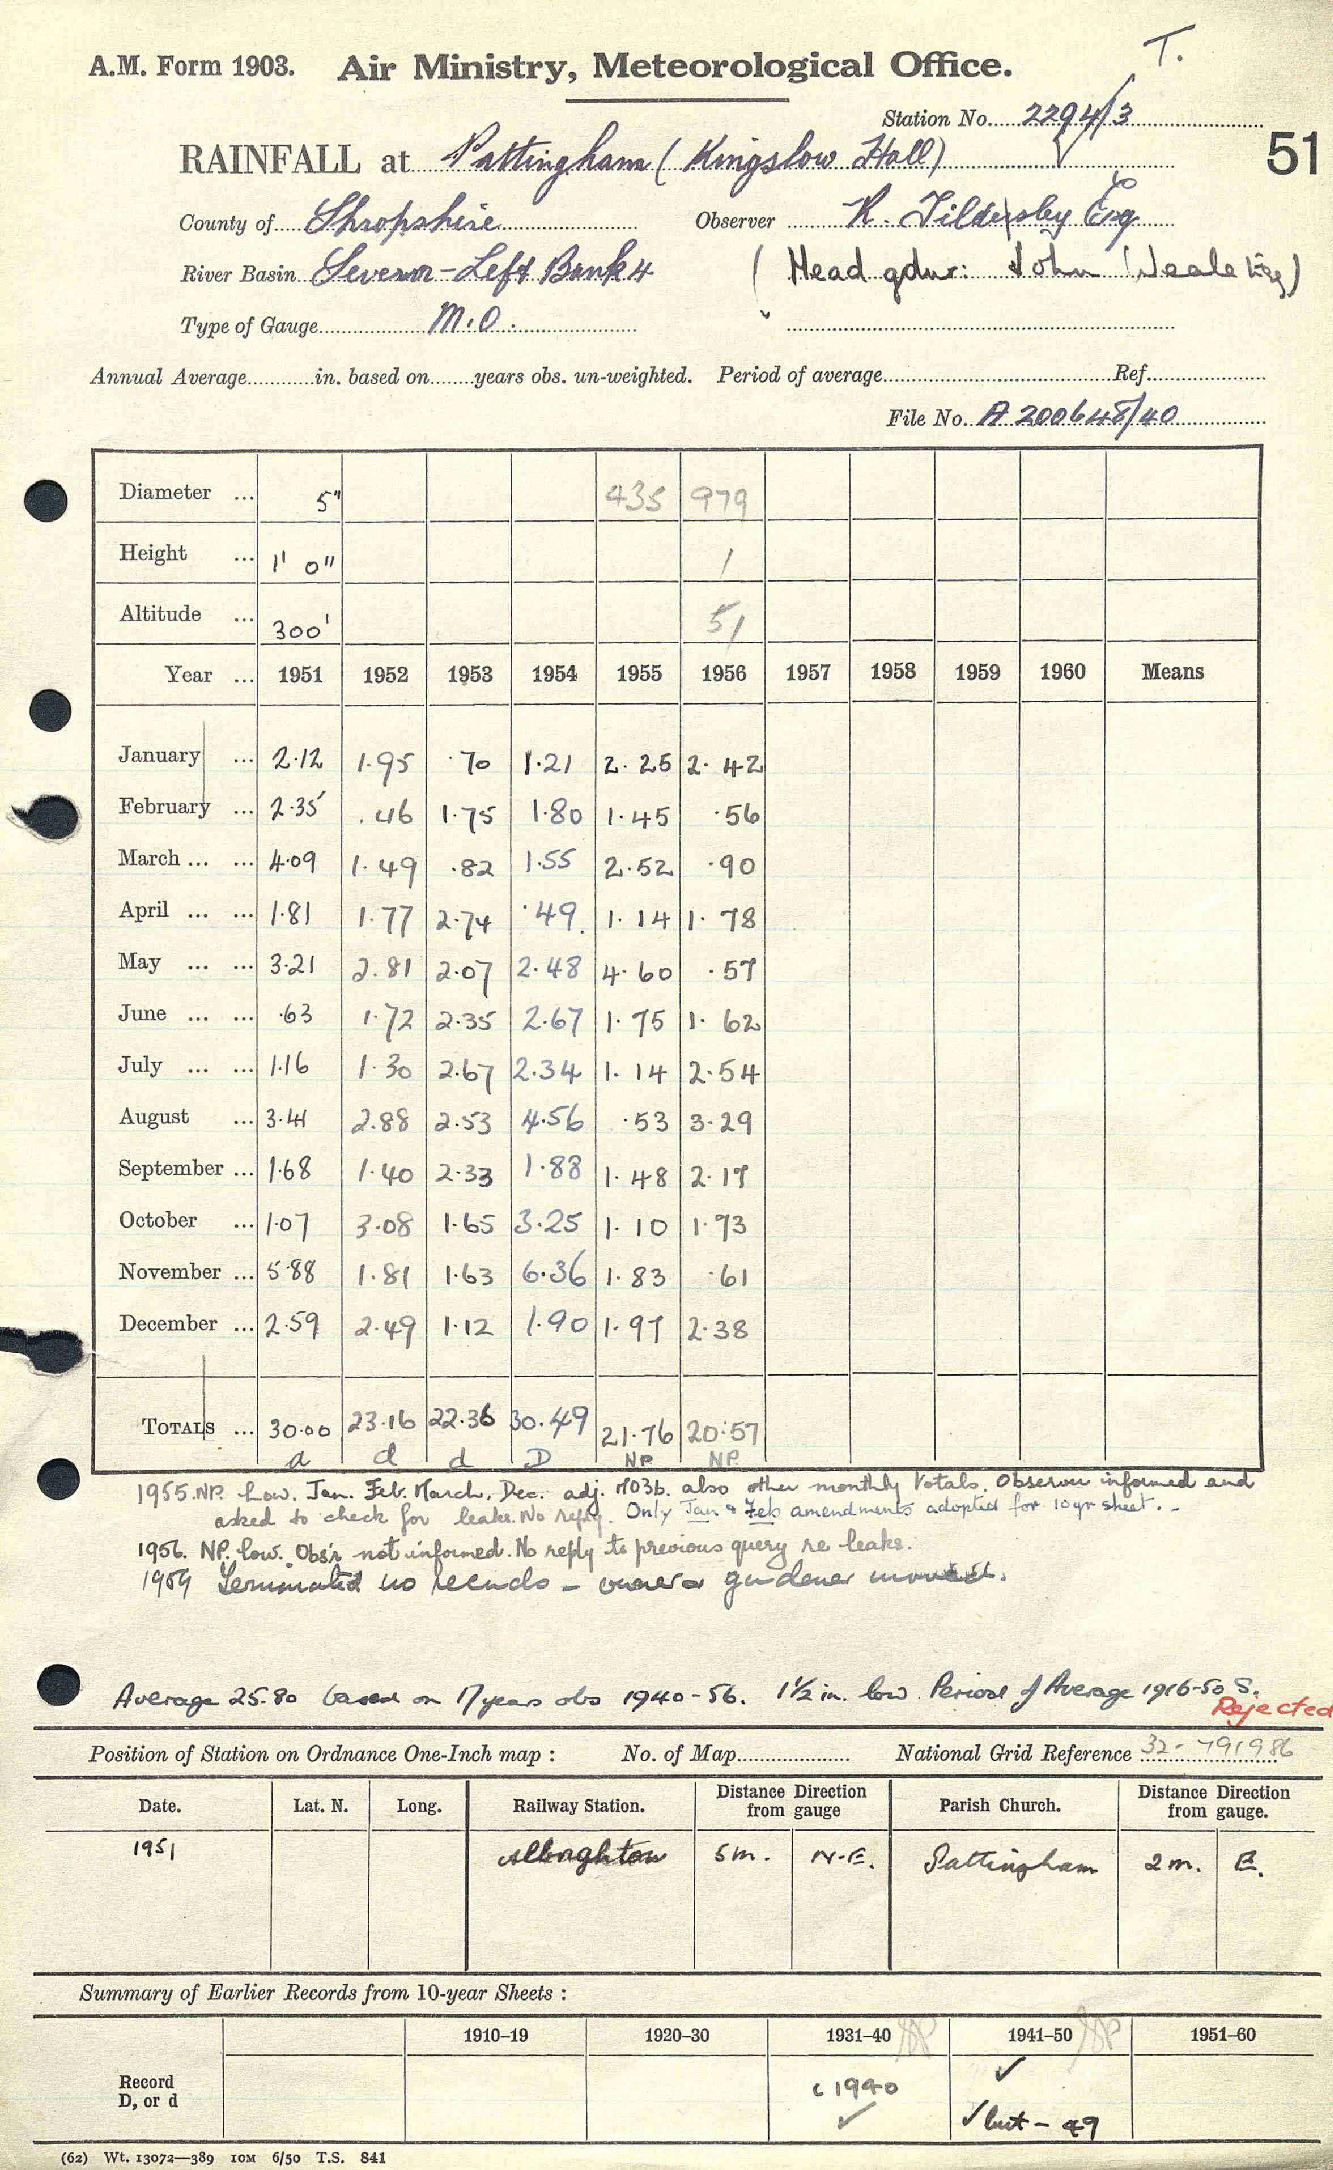 T.
A.M. Form 1903. Air Ministry, Meteorological Office.
Station No. 2294/3
51
RAINFALL at Pattingham (Kingslow Hall)
County of Shropshire Observer R. Tildesley Esq
River Basin Severn - Left Bank 4 (Head gdnr: John Neale Esq)
Type of Gauge M.O.
Annual Average in. based on years obs. un-weighted. Period of average Ref.
File No. A 200648/40
Diameter ... 5" 435 979
Height ... 1' 0" 1
Altitude ... 300' 51
Year ... 1951 1952 1953 1954 1955 1956 1957 1958 1959 1960 Means
January ... 2.12 1.95 .70 1.21 2.25 2.42
February ... 2.35 .46 1.75 1.80 1.45 .56
March ... ... 4.09 1.49 .82 1.55 2.52 .90
April ... ... 1.81 1.77 2.74 .49 1.14 1.78
May ... ... 3.21 2.81 2.07 2.48 4.60 .57
June ... ... .63 1.72 2.35 2.67 1.75 1.62
July ... ... 1.16 1.30 2.67 2.34 1.14 2.54
August ... 3.41 2.88 2.53 4.56 .53 3.29
September ... 1.68 1.40 2.33 1.88 1.48 2.17
October ... 1.07 3.08 1.65 3.25 1.10 1.73
November ... 5.88 1.81 1.63 6.36 1.83 .61
December ... 2.59 2.49 1.12 1.90 1.97 2.38
TOTALS ... 30.00 23.16 22.36 30.49 21.76 20.57
d d d D NP NP
1955. NP. Low. Jan. Feb. March. Dec. adj. M03b. also other monthly totals. Observer informed and
asked to check for leaks. No reply. Only Jan & Feb amendments adopted for 10 yr sheet. -
1956. NP. low. Obs'r not informed. No reply to previous query re leaks.
1959 Terminated no records - owner & gardener moved.
Average 25.80 based on 17 years obs 1940-56. 1½ in. low Period of Average 1916-50 S.
Rejected
Position of Station on Ordnance One-Inch map : No. of Map National Grid Reference 32- 791986
Date. Lat. N. Long. Railway Station. Distance from gauge Direction Parish Church. Distance from gauge. Direction
1951 Albrighton 5m. N.E. Pattingham 2m. E.
Summary of Earlier Records from 10-year Sheets :
1910-19 1920-30 1931-40 1941-50 1951-60
Record
D, or d
c 1940 ✓
✓ ✓ but - 49
(62) Wt. 13072—389 10M 6/50 T.S. 841